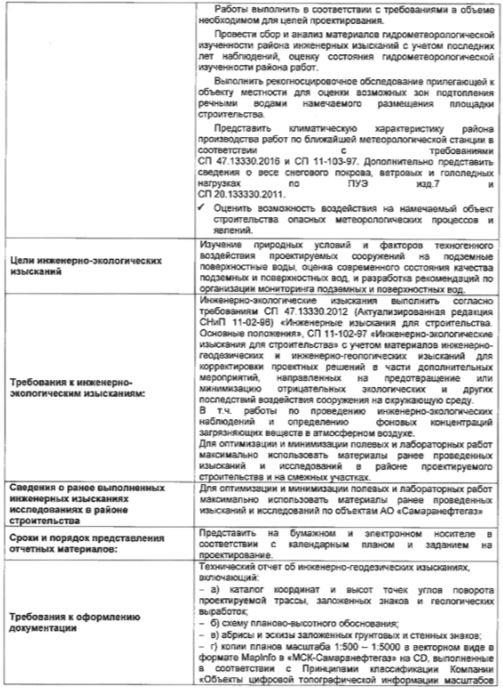 Работы выполнить в соответствии с требованиями в объеме
необходимом для целей проектирования.
Провести сбор и анализ материалов гидрометеорологической
изученности района инженерных изысканий с учетом последних
лет наблюдений, оценку состояния гидрометеорологической
изученности района работ.
Выполнить рекогносцировочное обследование прилегающей к
объекту местности для оценки возможных зон подтопления
речными водами намечаемого размещения площадки
строительства.
Представить климатическую характеристику района
производства работ по ближайшей метеорологической станции в
соответствии с требованиями
СП 47.13330.2016 и СП 11-103-97. Дополнительно представить
сведения о весе снегового покрова, ветровых и гололедных
нагрузках по ПУЭ изд.7 и
СП 20.133330.2011.
✓ Оценить возможность воздействия на намечаемый объект
строительства опасных метеорологических процессов и
явлений.
Цели инженерно-экологических
изысканий
Изучение природных условий и факторов техногенного
воздействия проектируемых сооружений на подземные
поверхностные воды, оценка современного состояния качества
подземных и поверхностных вод, и разработка рекомендаций по
организации мониторинга подземных и поверхностных вод.
Требования к инженерно-
экологическим изысканиям:
Инженерно-экологические изыскания выполнить согласно
требованиям СП 47.13330.2012 (Актуализированная редакция
СНиП 11-02-96) «Инженерные изыскания для строительства.
Основные положения», СП 11-102-97 «Инженерно-экологические
изыскания для строительства» с учетом материалов инженерно-
геодезических и инженерно-геологических изысканий для
корректировки проектных решений в части дополнительных
мероприятий, направленных на предотвращение или
минимизацию отрицательных экологических и других
последствий воздействия сооружения на окружающую среду.
В т.ч. работы по проведению инженерно-экологических
наблюдений и определению фоновых концентраций
загрязняющих веществ в атмосферном воздухе.
Для оптимизации и минимизации полевых и лабораторных работ
максимально использовать материалы ранее проведенных
изысканий и исследований в районе проектируемого
строительства и на смежных участках.
Сведения о ранее выполненных
инженерных изысканиях
исследованиях в районе
строительства
Для оптимизации и минимизации полевых и лабораторных работ
максимально использовать материалы ранее проведенных
изысканий и исследований по объектам АО «Самаранефтегаз»
Сроки и порядок представления
отчетных материалов:
Представить на бумажном и электронном носителе в
соответствии с календарным планом и заданием на
проектирование.
Требования к оформлению
документации
Технический отчет об инженерно-геодезических изысканиях,
включающий:
– а) каталог координат и высот точек углов поворота
проектируемой трассы, заложенных знаков и геологических
выработок;
– б) схему планово-высотного обоснования;
– в) абрисы и эскизы заложенных грунтовых и стенных знаков;
– г) копии планов масштаба 1:500 – 1:5000 в векторном виде в
формате MapInfo в «МСК-Самаранефтегаз» на CD, выполненные
в соответствии с Принципами классификации Компании
«Объекты цифровой топографической информации масштабов